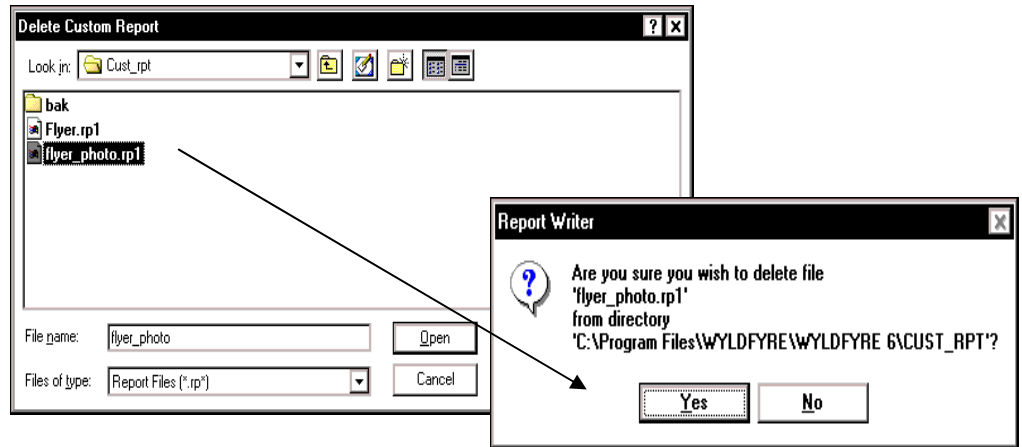 Delete Custom Report
Look in: Cust_rpt
bak
Flyer.rp1
flyer_photo.rp1
File name: flyer_photo Open
Files of type: Report Files (*.rp*) Cancel
Report Writer
Are you sure you wish to delete file
'flyer_photo.rp1'
from directory
'C:\Program Files\WYLDFYRE\WYLDFYRE 6\CUST_RPT'?
Yes No